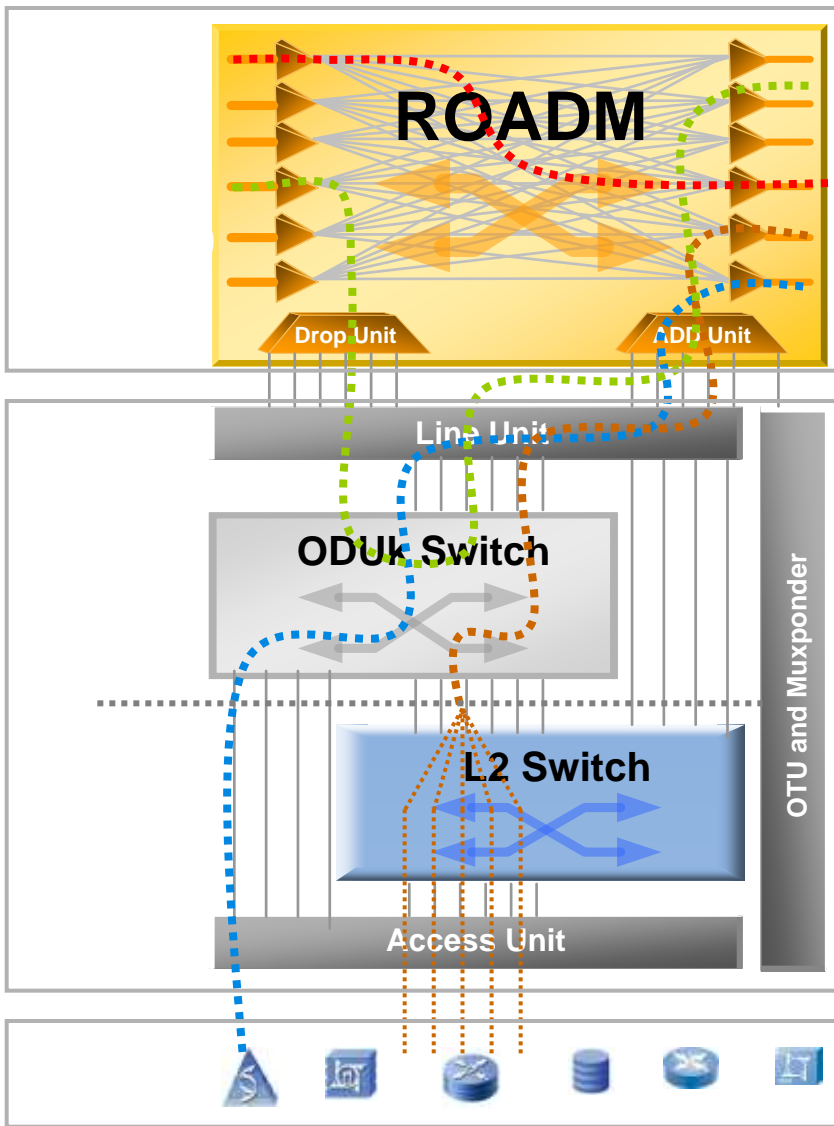 ROADM
Drop Unit
ADD Unit
Line Unit
ODUk Switch
L2 Switch
OTU and Muxponder
Access Unit